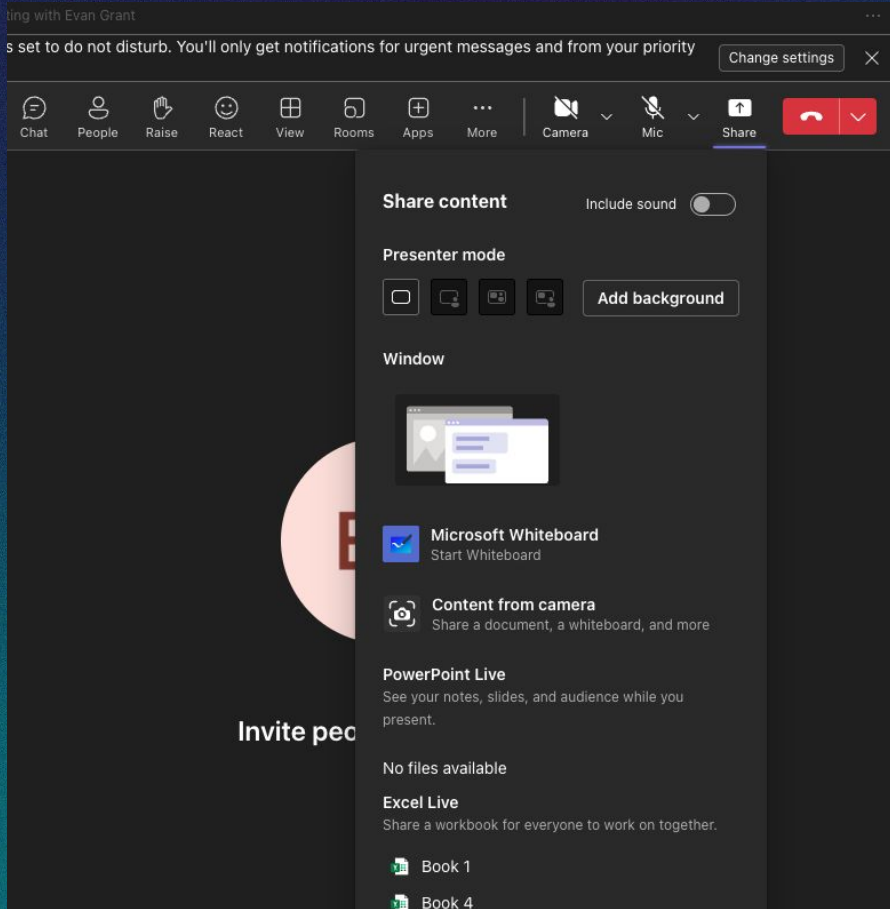 ting with Evan Grant
s set to do not disturb. You'll only get notifications for urgent messages and from your priority
Change settings
Chat People Raise React View Rooms Apps More Camera Mic Share
Share content Include sound
Presenter mode
Add background
Window
Microsoft Whiteboard
Start Whiteboard
Content from camera
Share a document, a whiteboard, and more
PowerPoint Live
See your notes, slides, and audience while you
present.
Invite peo
No files available
Excel Live
Share a workbook for everyone to work on together.
Book 1
Book 4